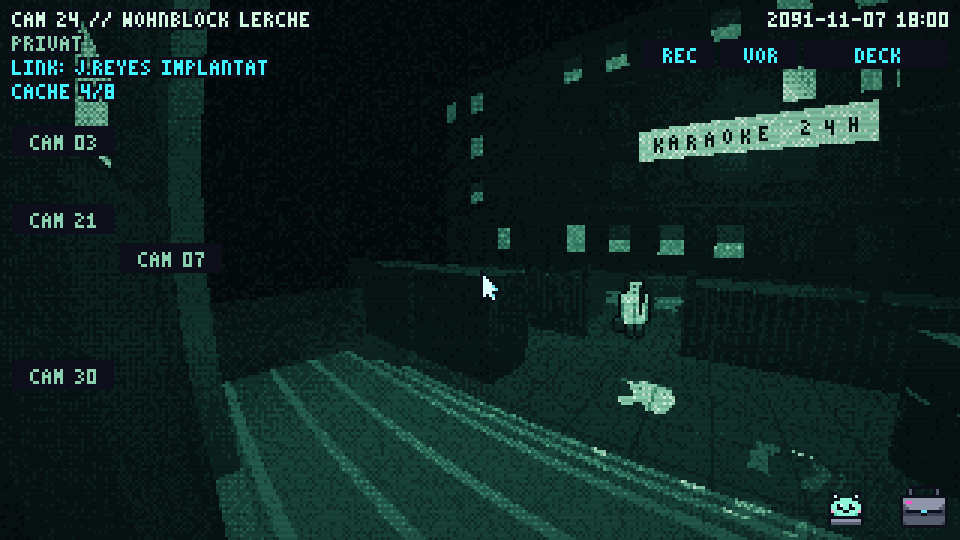 CAM 24 // WOHNBLOCK LERCHE
2091-11-07 18:00
PRIVAT
REC VOR DECK
LINK: J.REYES IMPLANTAT
CACHE 4/8
CAM 03
KARAOKE 24H
CAM 21
CAM 07
CAM 30